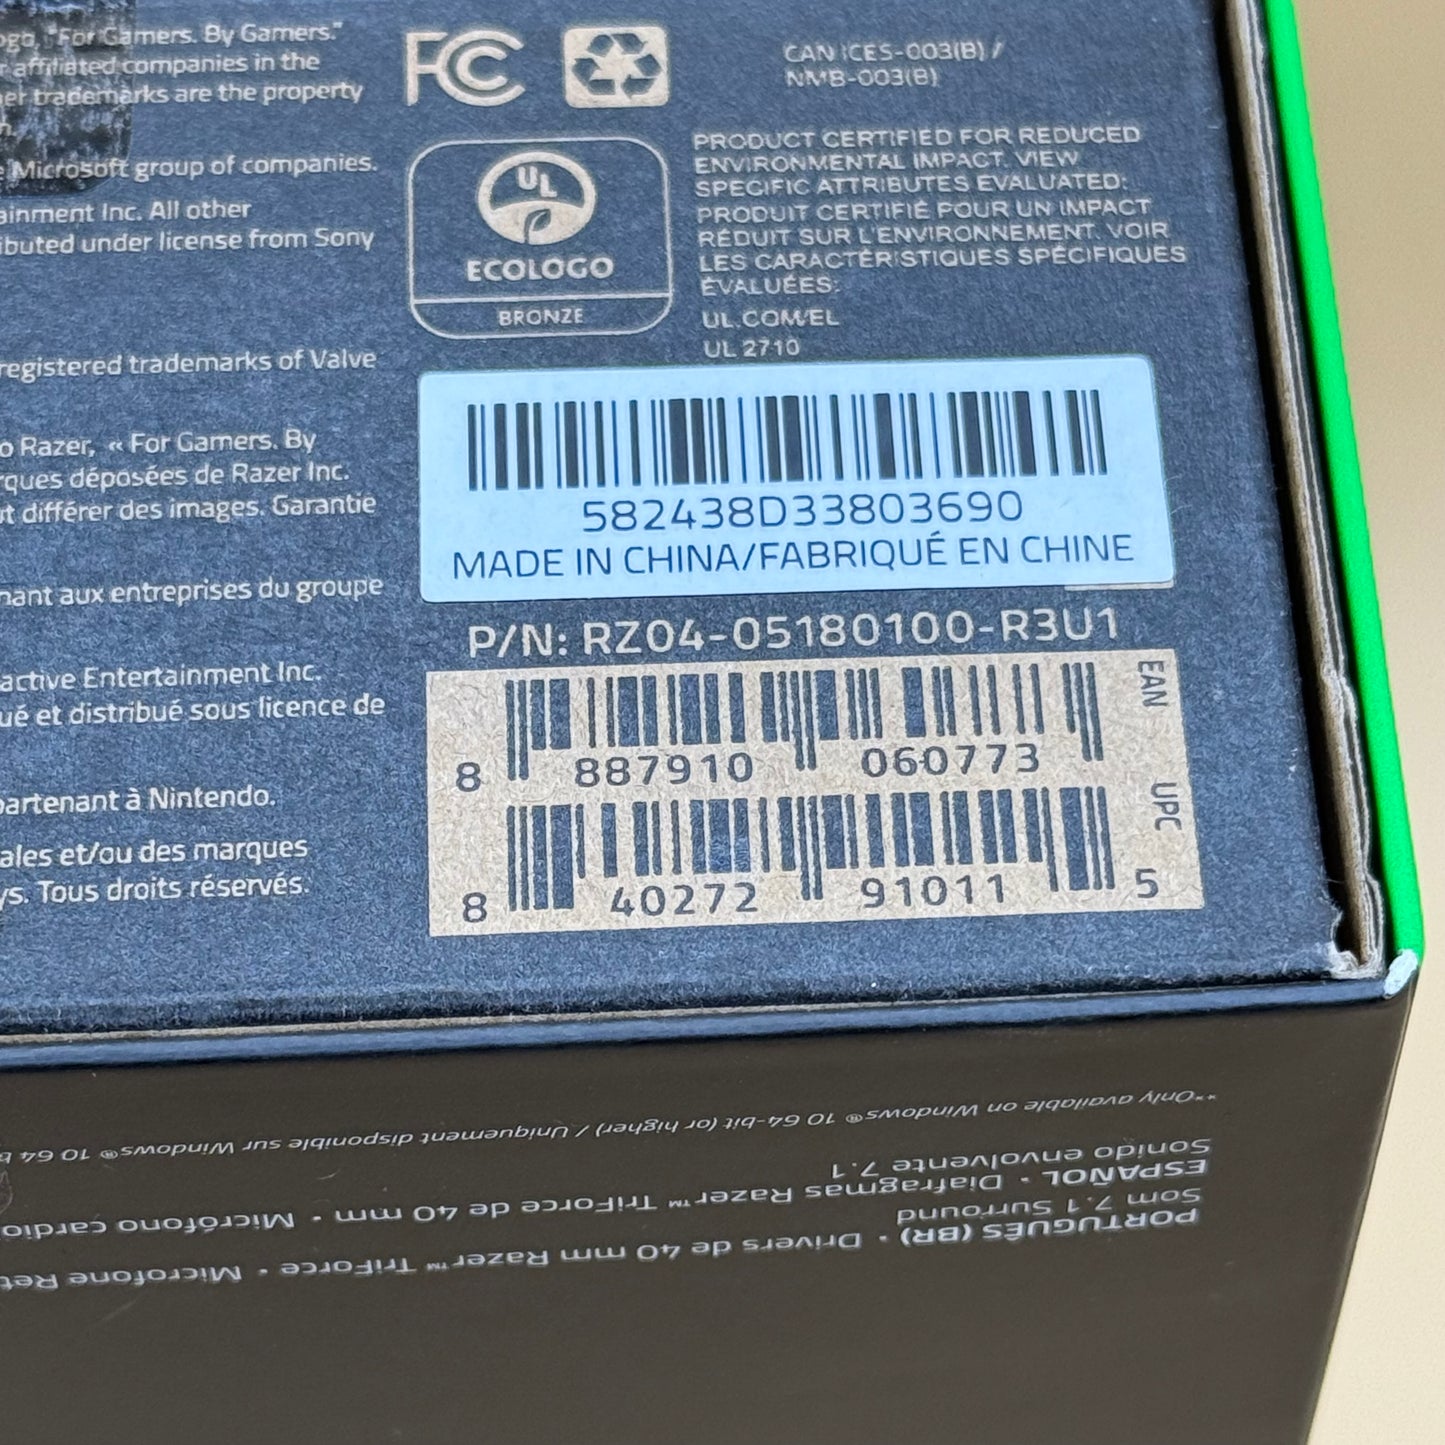 ogo, "For Gamers. By Gamers."
affiliated companies in the
er trademarks are the property
Microsoft group of companies.
ainment Inc. All other
ibuted under license from Sony
registered trademarks of Valve
o Razer, « For Gamers. By
rques déposées de Razer Inc.
ut différer des images. Garantie
nant aux entreprises du groupe
active Entertainment Inc.
ué et distribué sous licence de
partenant à Nintendo.
ales et/ou des marques
ys. Tous droits réservés.
FC
CAN ICES-003(B) /
NMB-003(B)
UL
ECOLOGO
BRONZE
PRODUCT CERTIFIED FOR REDUCED
ENVIRONMENTAL IMPACT. VIEW
SPECIFIC ATTRIBUTES EVALUATED:
PRODUIT CERTIFIÉ POUR UN IMPACT
RÉDUIT SUR L'ENVIRONNEMENT. VOIR
LES CARACTÉRISTIQUES SPÉCIFIQUES
ÉVALUÉES:
UL.COM/EL
UL 2710
582438D33803690
MADE IN CHINA/FABRIQUÉ EN CHINE
P/N: RZ04-05180100-R3U1
EAN
8 887910 060773
UPC
8 40272 91011 5
PORTUGUÊS (BR) • Drivers de 40 mm Razer™ TriForce • Microfone Ret
Som 7.1 Surround
ESPAÑOL • Diafragmas Razer™ TriForce de 40 mm • Micrófono cardio
Sonido envolvente 7.1
**Only available on Windows® 10 64-bit (or higher) / Uniquement disponible sur Windows® 10 64 b